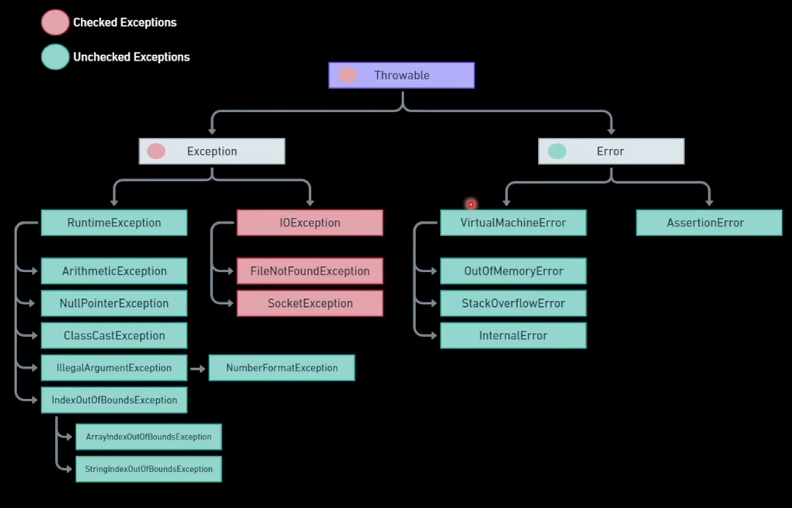 Checked Exceptions
Unchecked Exceptions
Throwable
Exception
Error
RuntimeException
IOException
VirtualMachineError
AssertionError
ArithmeticException
FileNotFoundException
OutOfMemoryError
NullPointerException
SocketException
StackOverflowError
ClassCastException
InternalError
IllegalArgumentException
NumberFormatException
IndexOutOfBoundsException
ArrayIndexOutOfBoundsException
StringIndexOutOfBoundsException